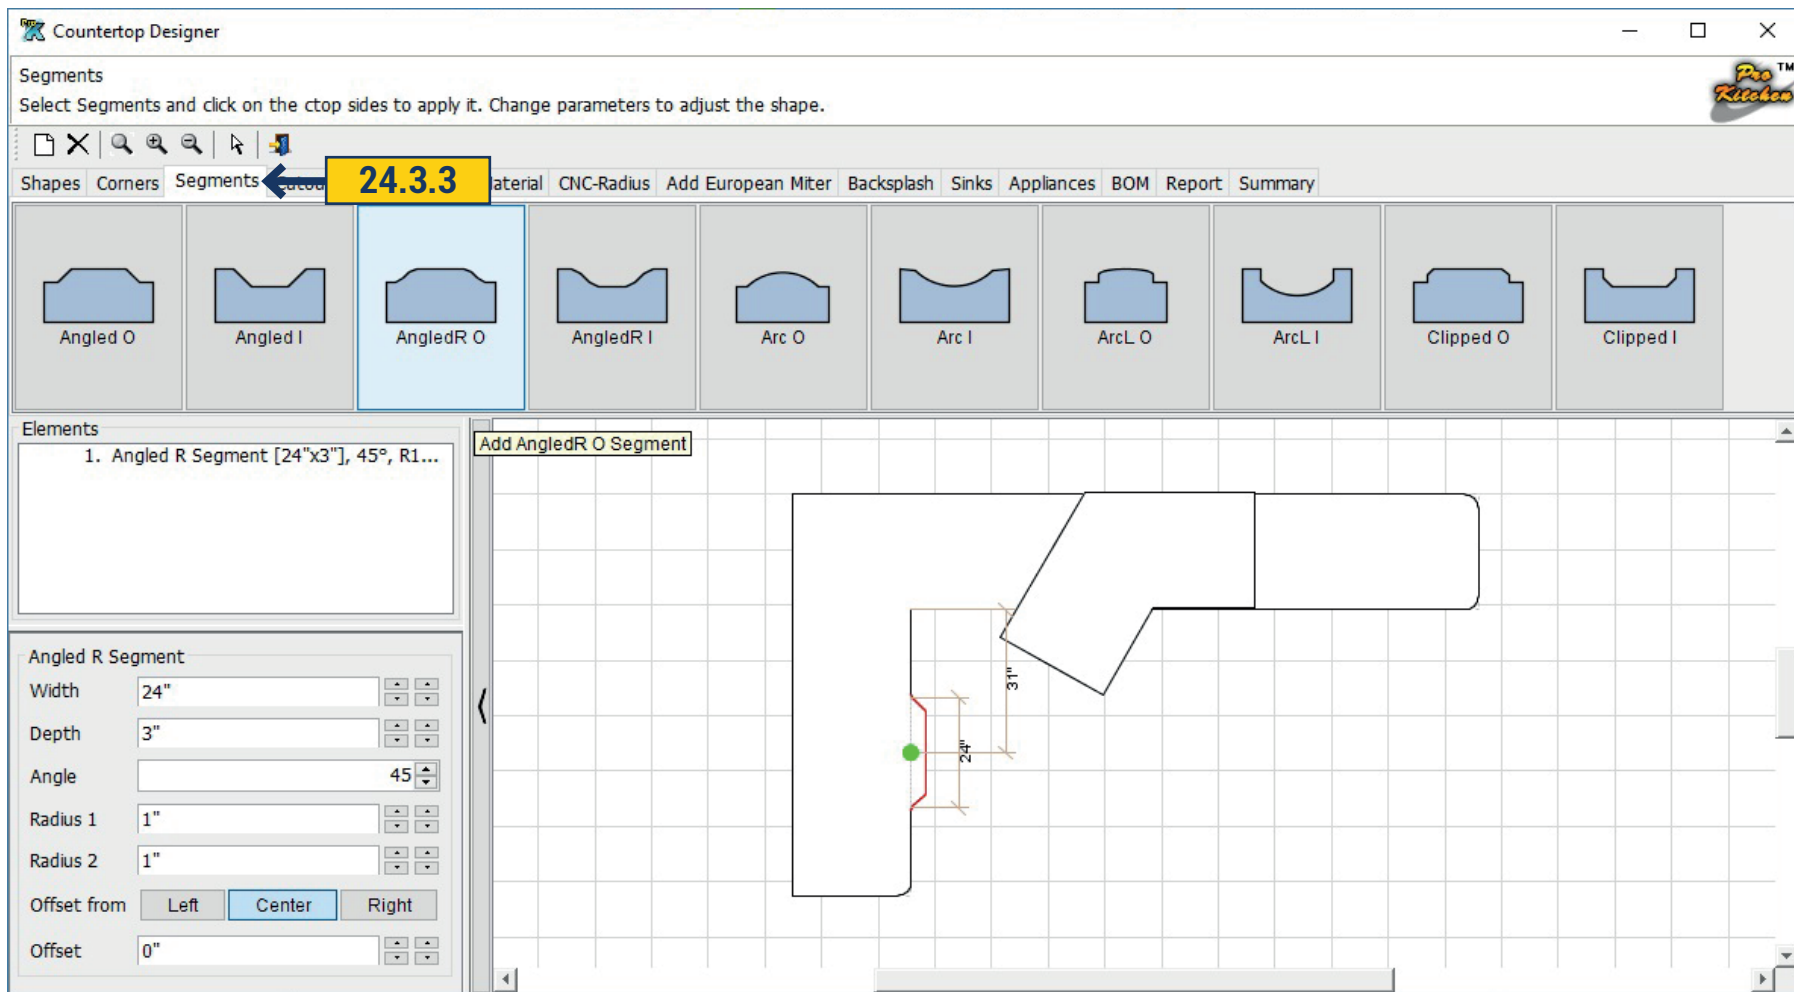 Countertop Designer
Segments
Select Segments and click on the ctop sides to apply it. Change parameters to adjust the shape.
Pro Kitchen TM
Shapes Corners Segments 24.3.3 aterial CNC-Radius Add European Miter Backsplash Sinks Appliances BOM Report Summary
Angled O Angled I AngledR O AngledR I Arc O Arc I ArcL O ArcL I Clipped O Clipped I
Elements
1. Angled R Segment [24"x3"], 45°, R1...
Add AngledR O Segment
31"
24"
Angled R Segment
Width 24"
Depth 3"
Angle 45
Radius 1 1"
Radius 2 1"
Offset from Left Center Right
Offset 0"